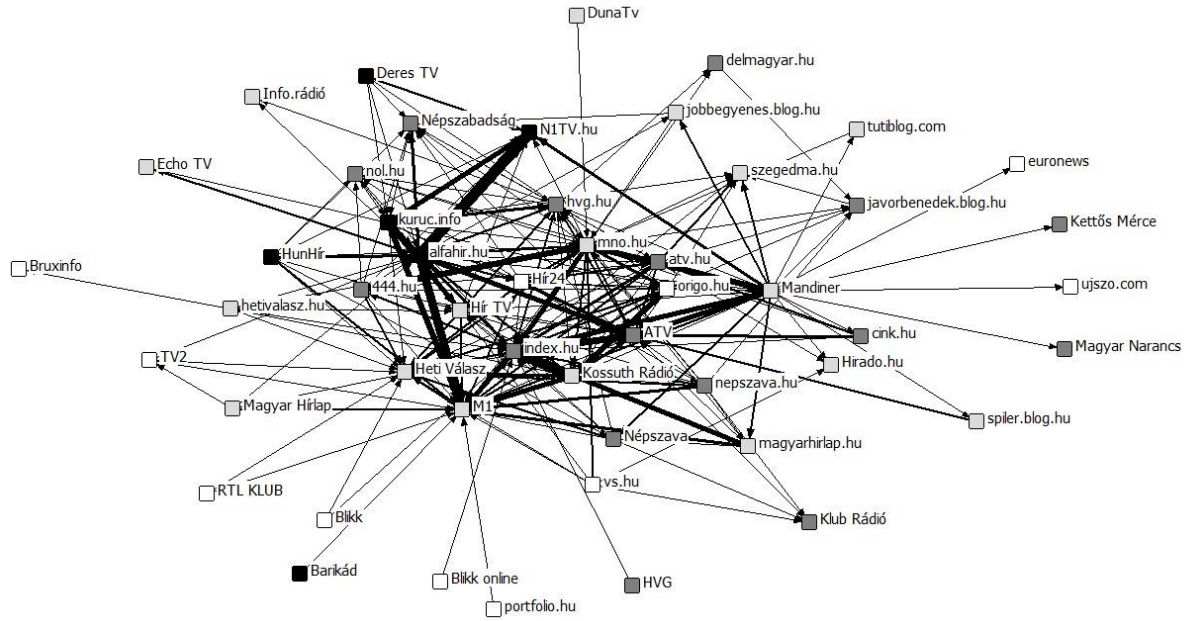 DunaTv
delmagyar.hu
Deres TV
Info.rádió
jobbegyenes.blog.hu
Népszabadság
tutiblog.com
N1TV.hu
euronews
Echo TV
nol.hu
szegedma.hu
hvg.hu
javorbenedek.blog.hu
kuruc.info
Kettős Mérce
mno.hu
HunHír
alfahir.hu
atv.hu
Bruxinfo
Hír24
444.hu
origo.hu
Mandiner
ujszo.com
hetivalasz.hu
Hír TV
ATV
cink.hu
index.hu
Magyar Narancs
TV2
Hirado.hu
Heti Válasz
Kossuth Rádió
nepszava.hu
Magyar Hírlap
M1
spiler.blog.hu
Népszava
magyarhirlap.hu
RTL KLUB
vs.hu
Blikk
Klub Rádió
Barikád
Blikk online
HVG
portfolio.hu